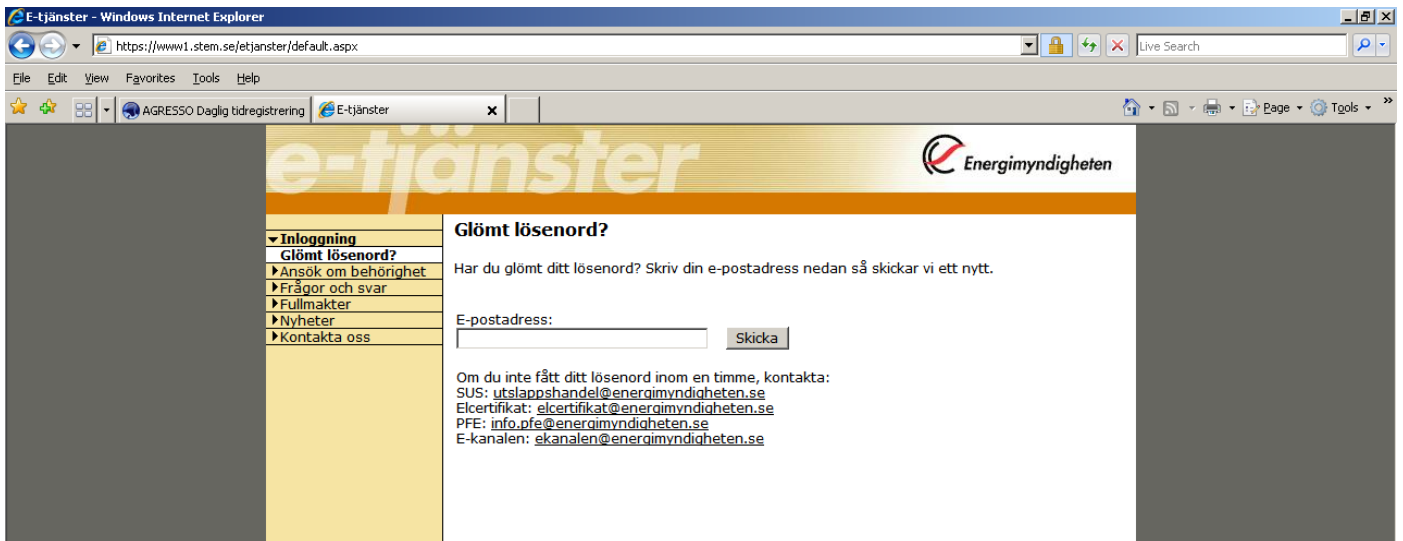 E-tjänster - Windows Internet Explorer
https://www1.stem.se/etjanster/default.aspx
Live Search
File Edit View Favorites Tools Help
AGRESSO Daglig tidregistrering E-tjänster Page Tools
e-tjänster
Energimyndigheten
Inloggning
Glömt lösenord?
Ansök om behörighet
Frågor och svar
Fullmakter
Nyheter
Kontakta oss
Glömt lösenord?
Har du glömt ditt lösenord? Skriv din e-postadress nedan så skickar vi ett nytt.
E-postadress:
Skicka
Om du inte fått ditt lösenord inom en timme, kontakta:
SUS: utslappshandel@energimyndigheten.se
Elcertifikat: elcertifikat@energimyndigheten.se
PFE: info.pfe@energimyndigheten.se
E-kanalen: ekanalen@energimyndigheten.se